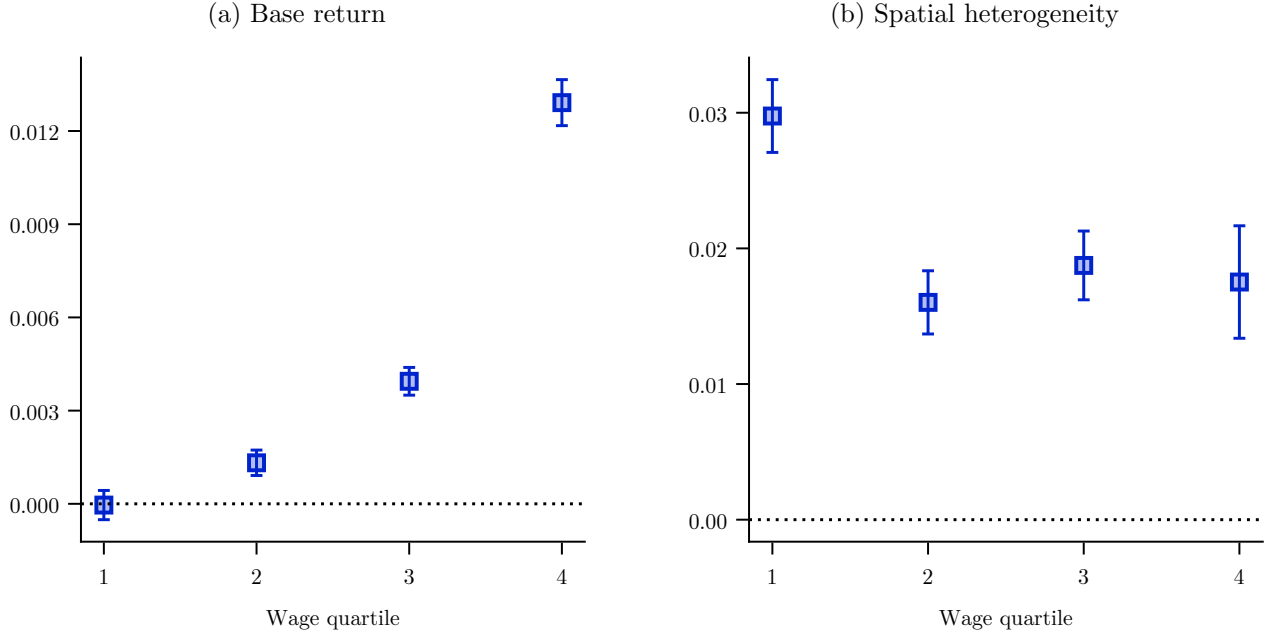 (a) Base return
0.012
0.009
0.006
0.003
0.000
1 2 3 4
Wage quartile
(b) Spatial heterogeneity
0.03
0.02
0.01
0.00
1 2 3 4
Wage quartile